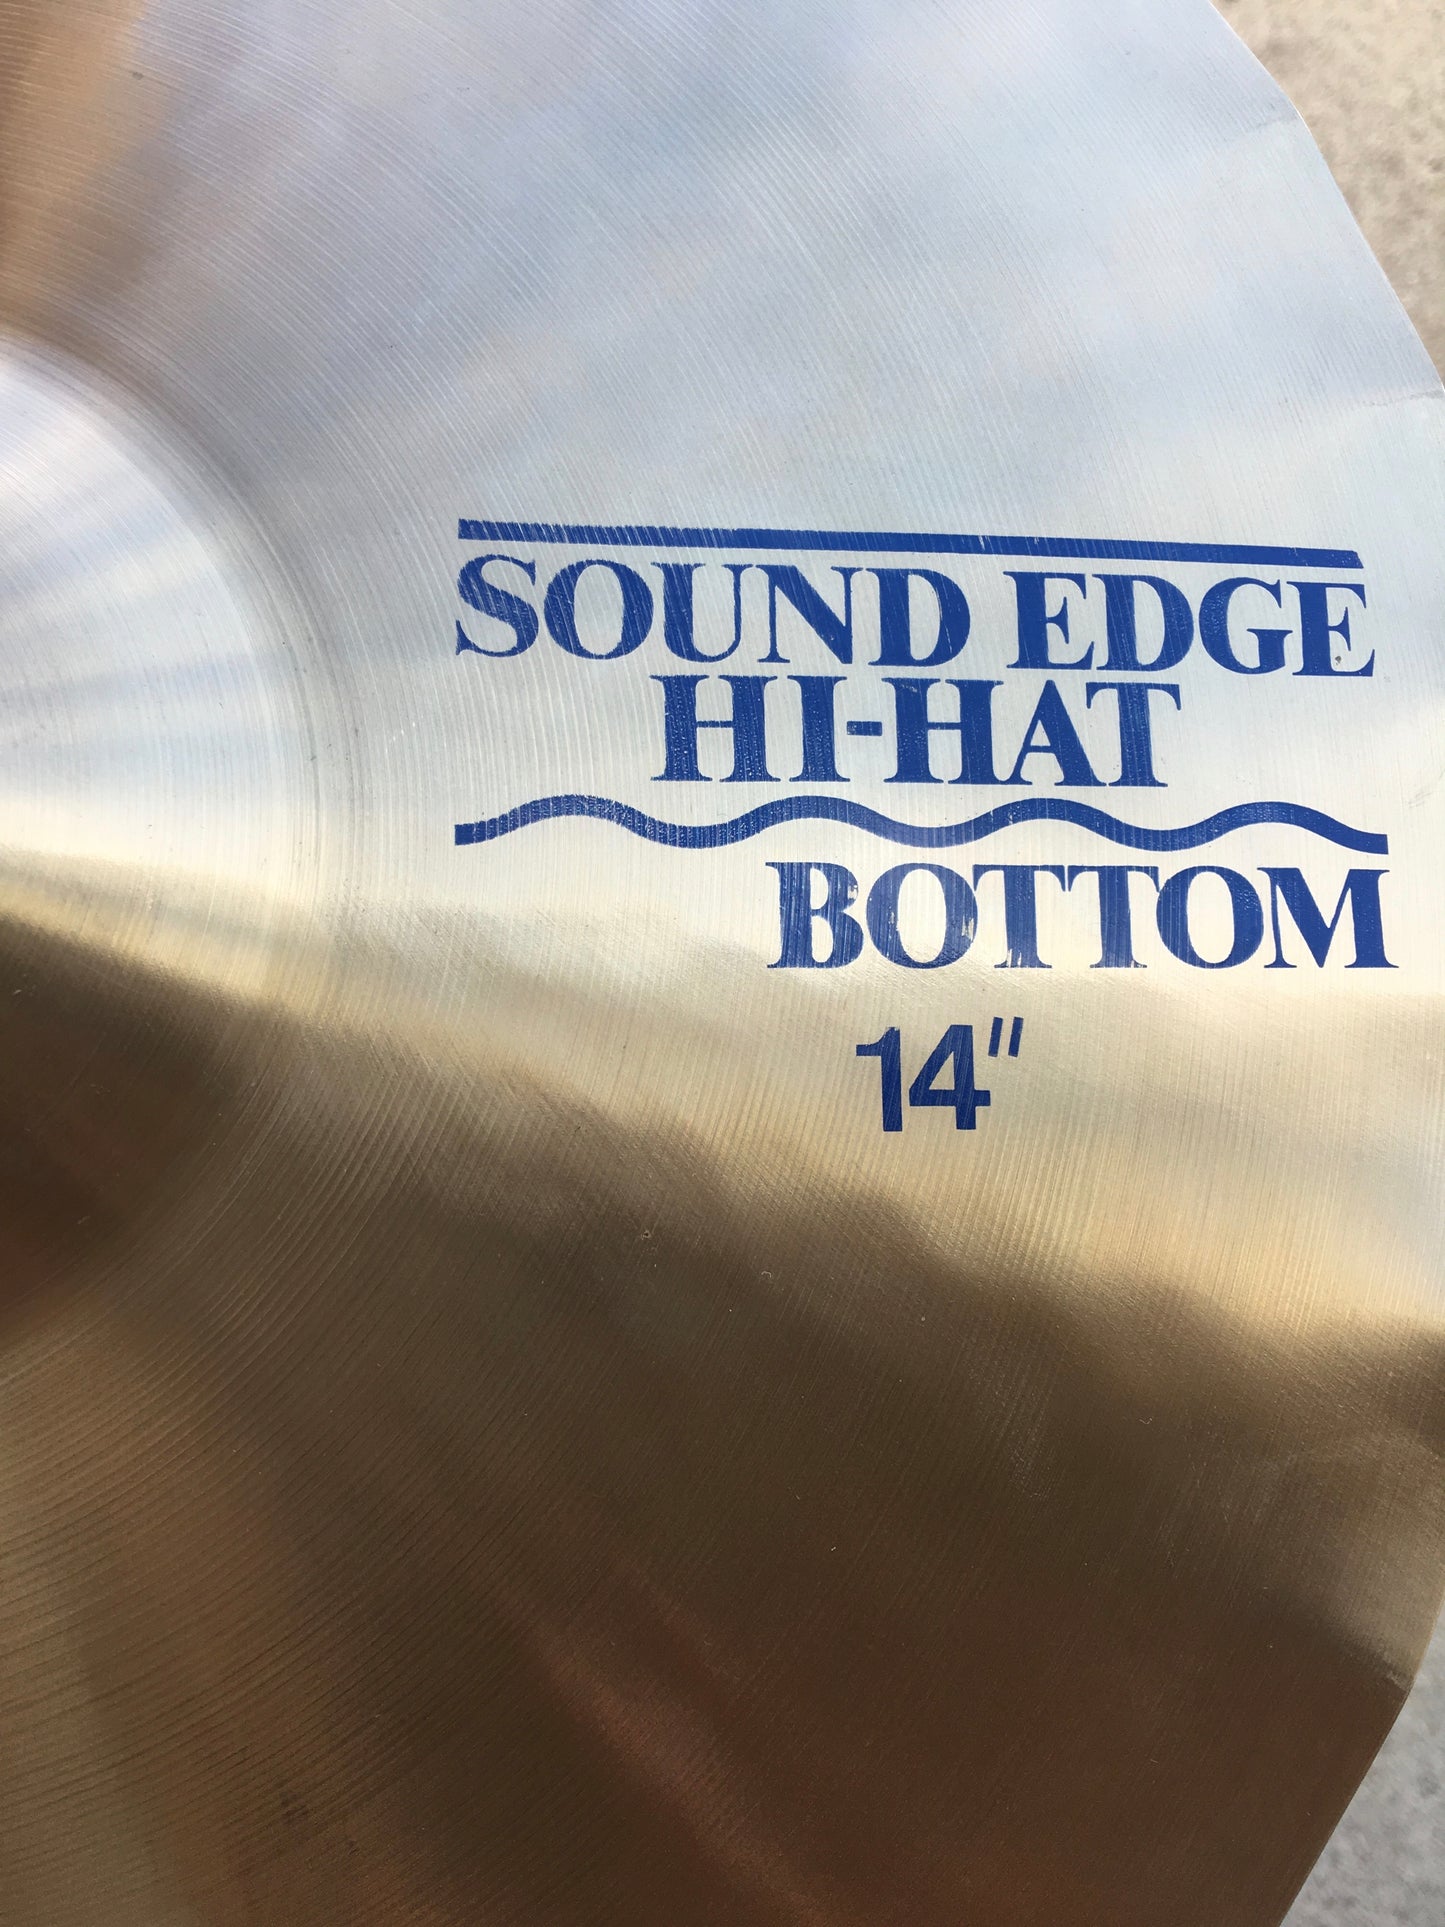 SOUND EDGE
HI-HAT
BOTTOM
14"